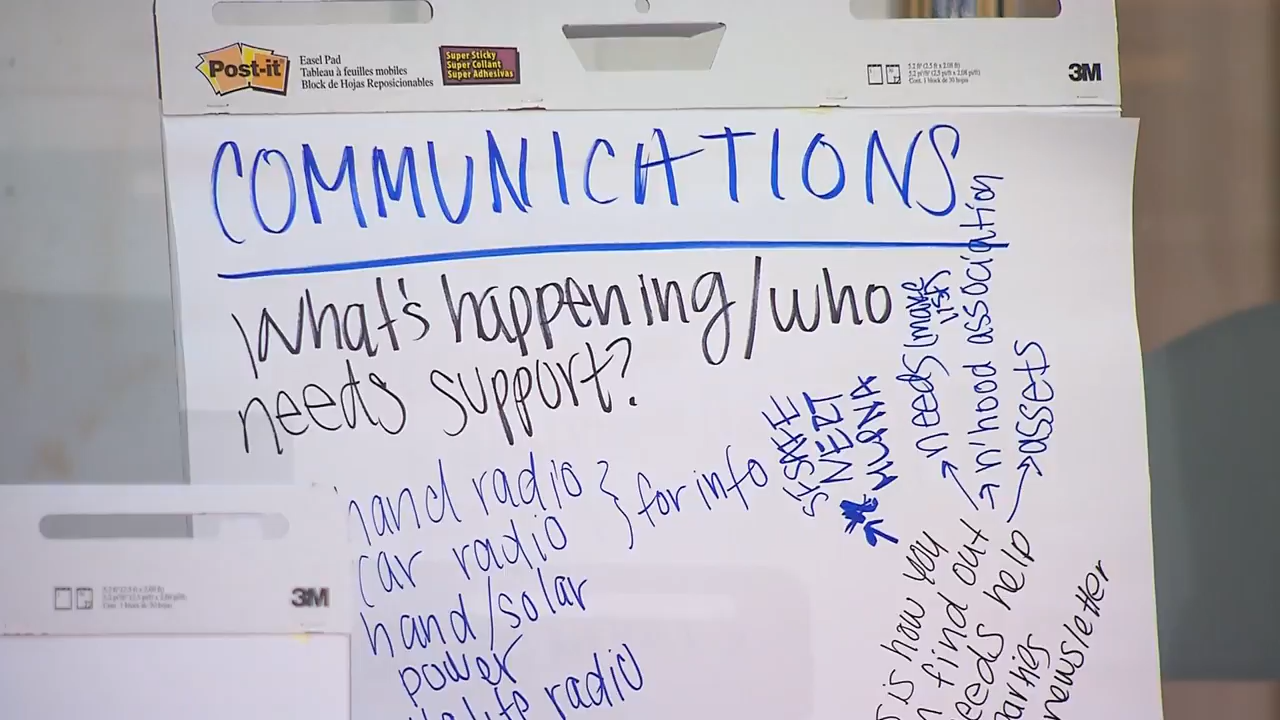 Post-it
Easel Pad
Tableau à feuilles mobiles
Block de Hojas Reposicionables
Super Sticky
Super Collant
Super Adhesivas
3M
COMMUNICATIONS
What's happening/who
needs support?
hand radio } for info
car radio
hand/solar
power
radio
SF SAFE
NERT
MUSNA
needs (make
list)
n'hood association
assets
is how you
find out
needs help
parties
newsletter
3M